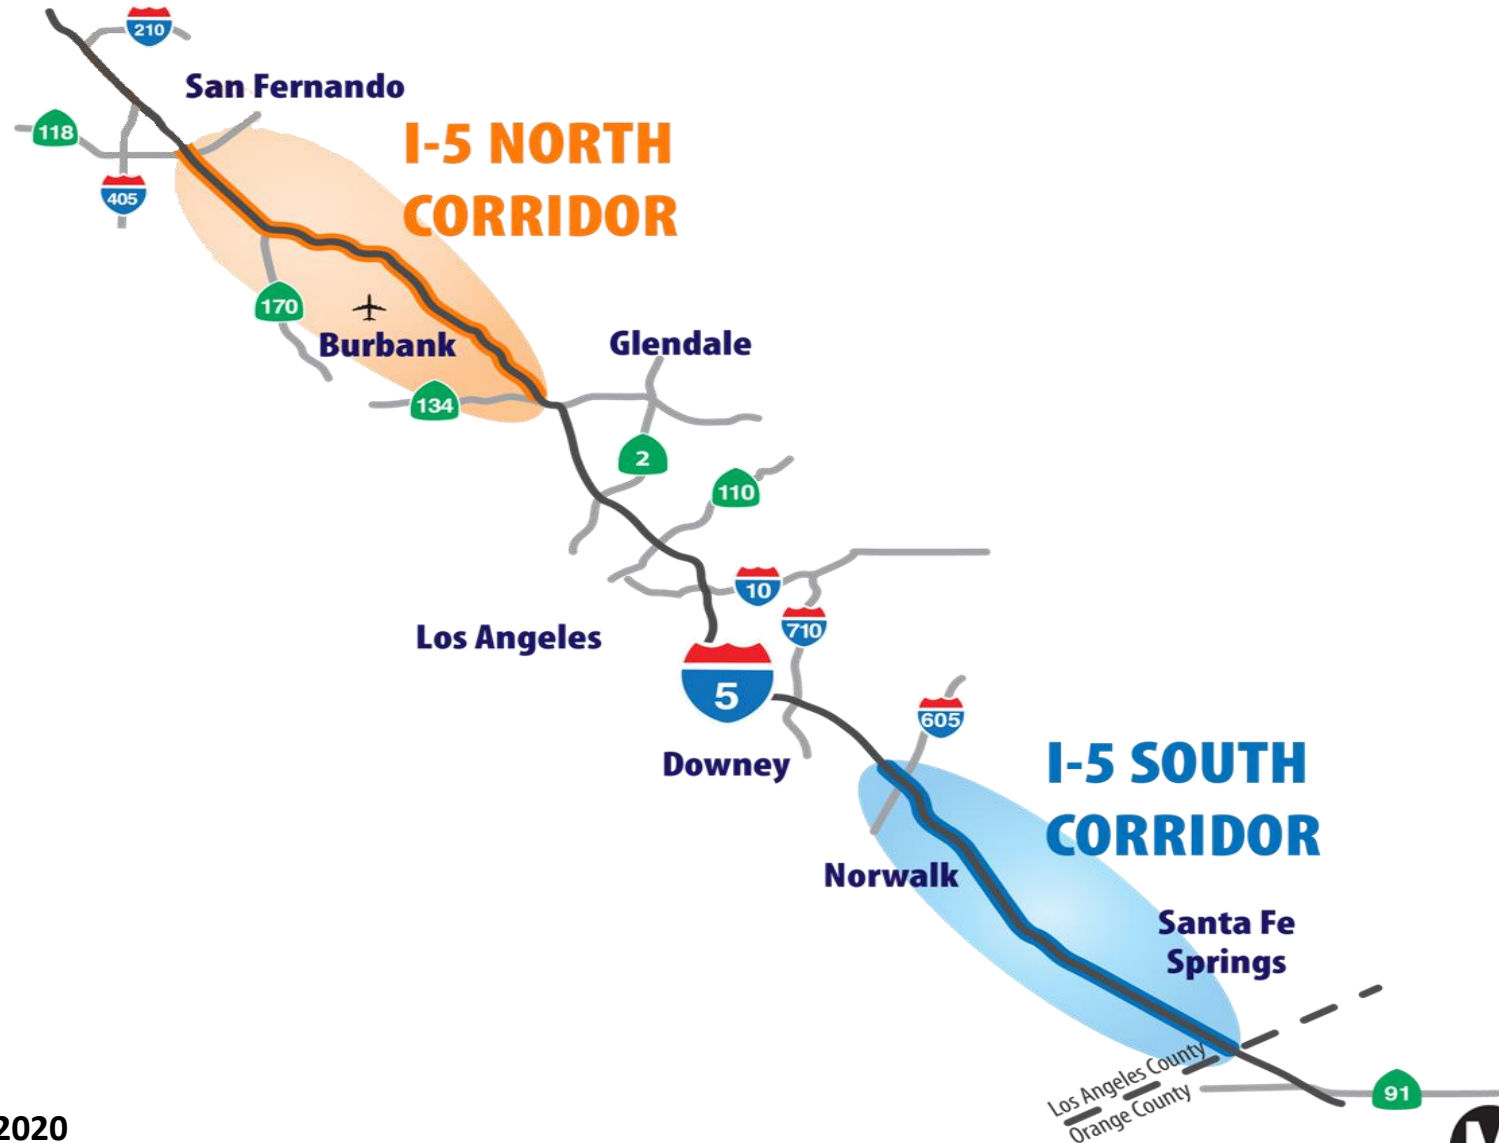 210
San Fernando
118
I-5 NORTH
CORRIDOR
405
170
Burbank
Glendale
134
2
110
10
710
Los Angeles
5
605
Downey
I-5 SOUTH
CORRIDOR
Norwalk
Santa Fe
Springs
Los Angeles County
Orange County
91
2020